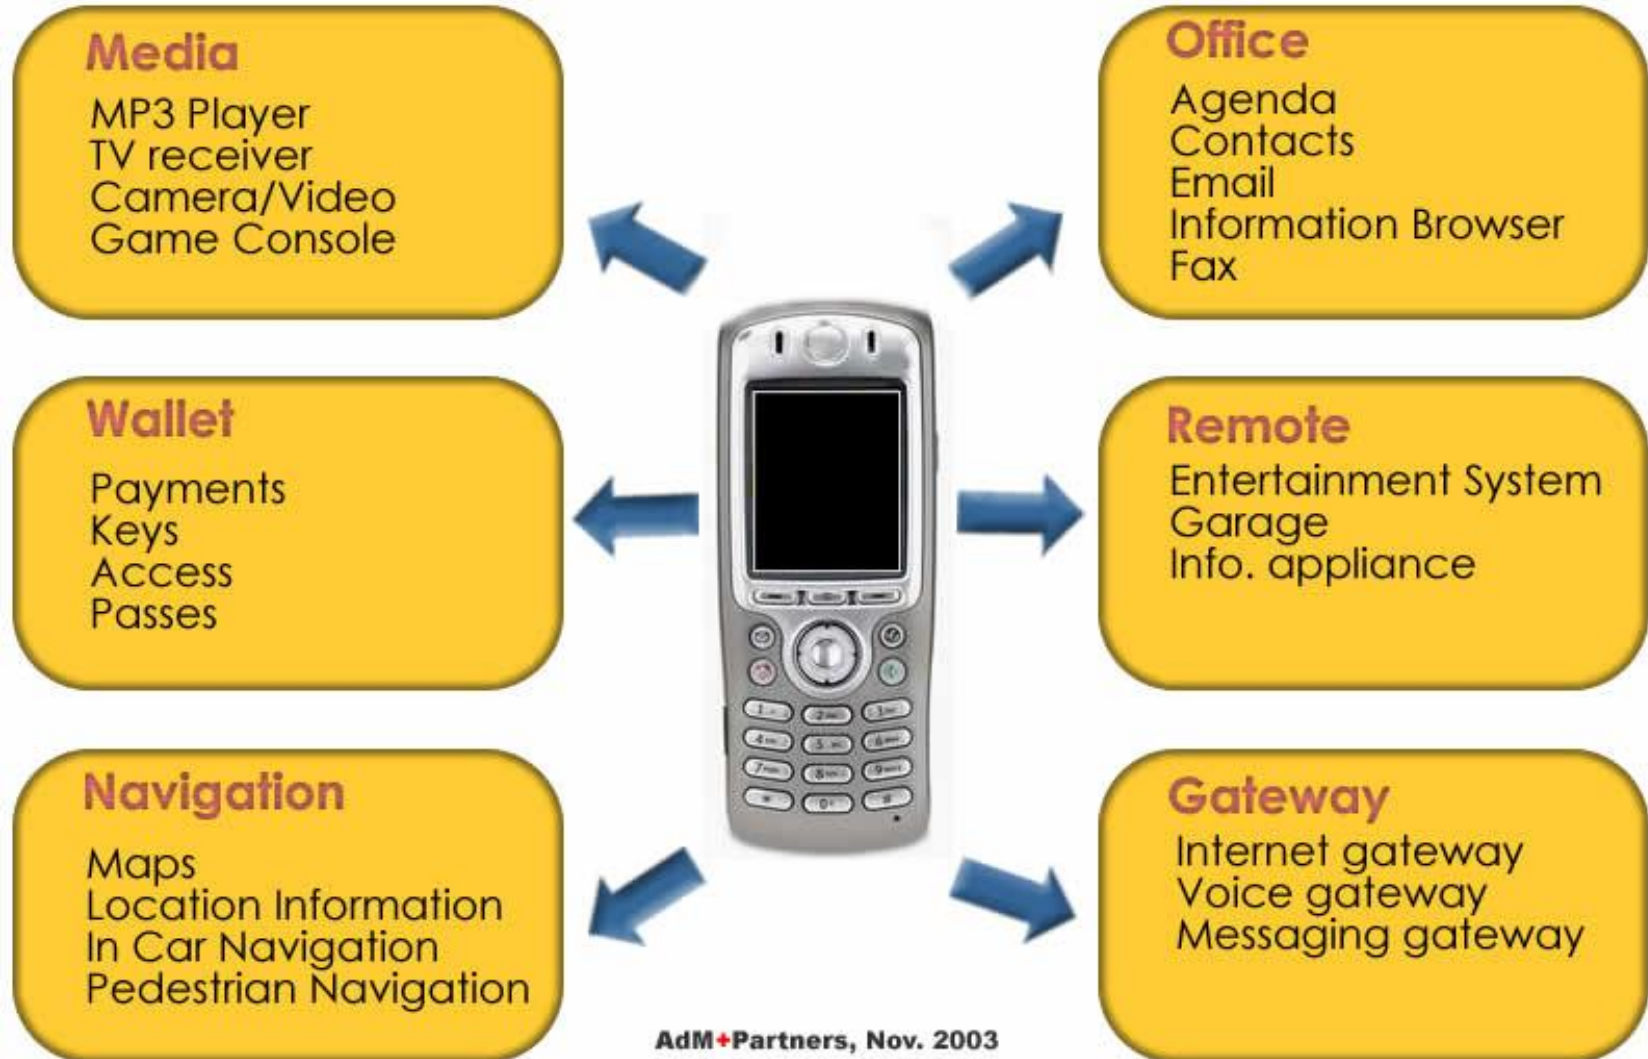 Media
MP3 Player
TV receiver
Camera/Video
Game Console
Office
Agenda
Contacts
Email
Information Browser
Fax
Wallet
Payments
Keys
Access
Passes
Remote
Entertainment System
Garage
Info. appliance
Navigation
Maps
Location Information
In Car Navigation
Pedestrian Navigation
Gateway
Internet gateway
Voice gateway
Messaging gateway
AdM+Partners, Nov. 2003